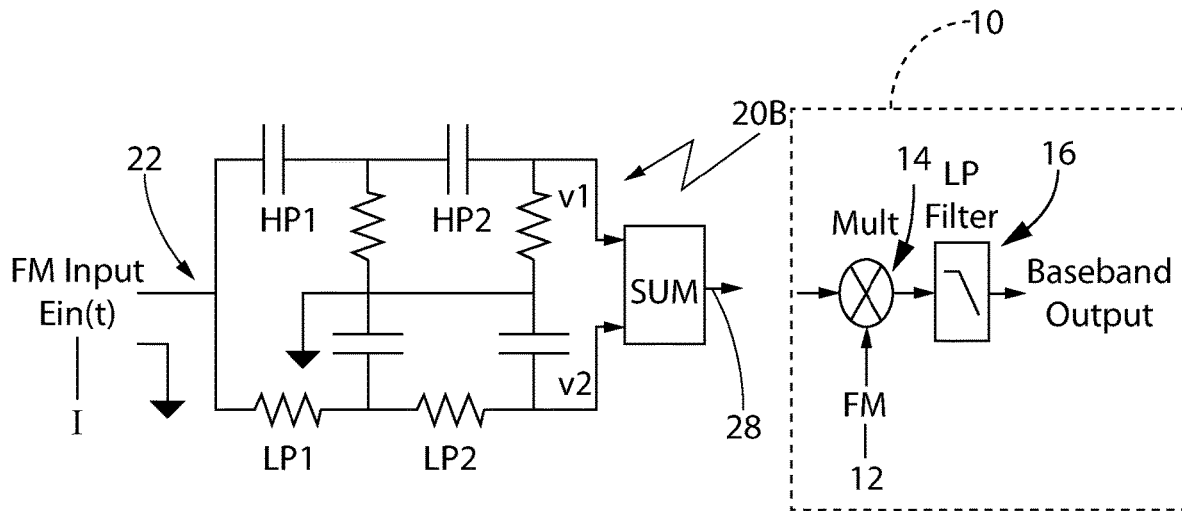 10
20B
22
14
LP
16
HP1
HP2
v1
Mult
Filter
FM Input
Ein(t)
SUM
Baseband
Output
v2
I
28
FM
LP1
LP2
12